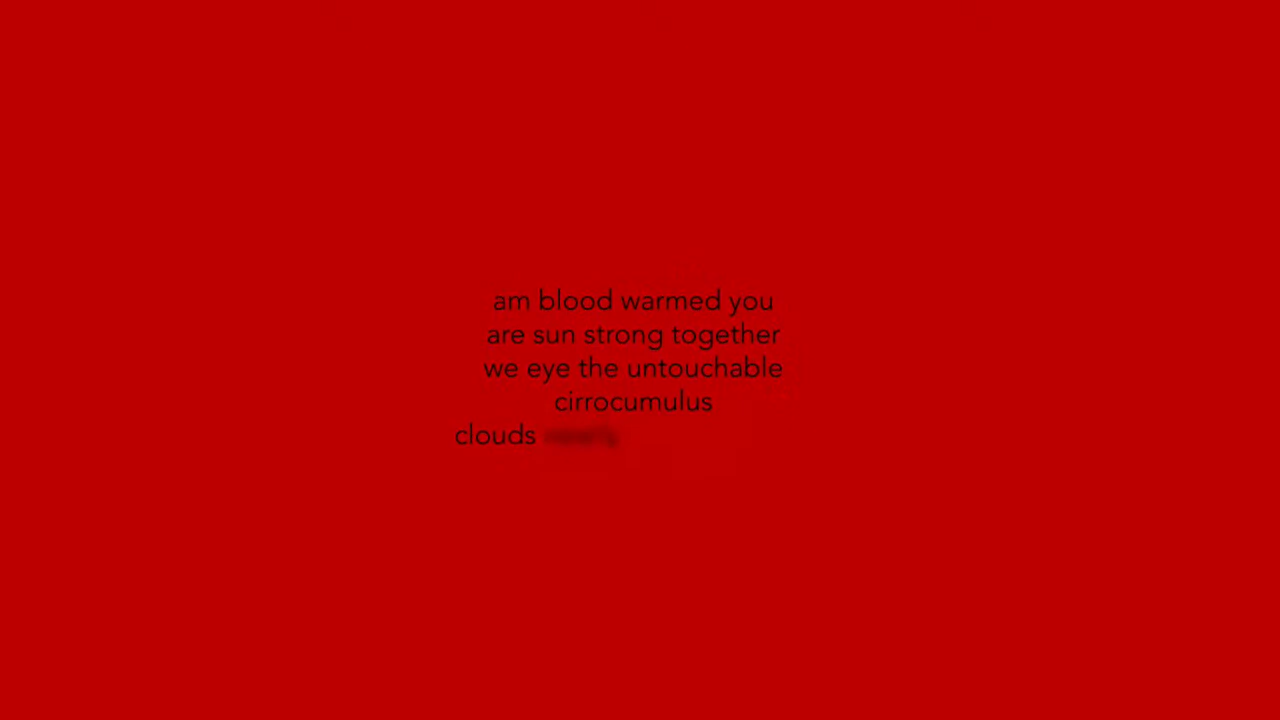 am blood warmed you
are sun strong together
we eye the untouchable
cirrocumulus
clouds